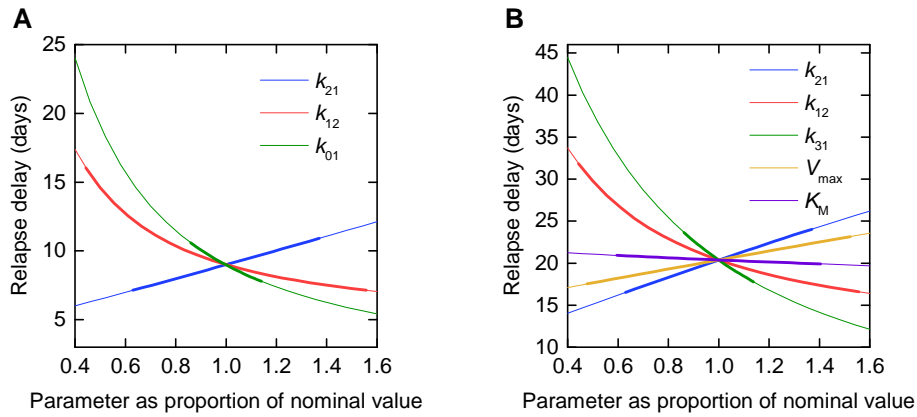 A
25
20
15
10
5
Relapse delay (days)
k21
k12
k01
0.4 0.6 0.8 1.0 1.2 1.4 1.6
Parameter as proportion of nominal value
B
45
40
35
30
25
20
15
10
Relapse delay (days)
k21
k12
k31
Vmax
KM
0.4 0.6 0.8 1.0 1.2 1.4 1.6
Parameter as proportion of nominal value